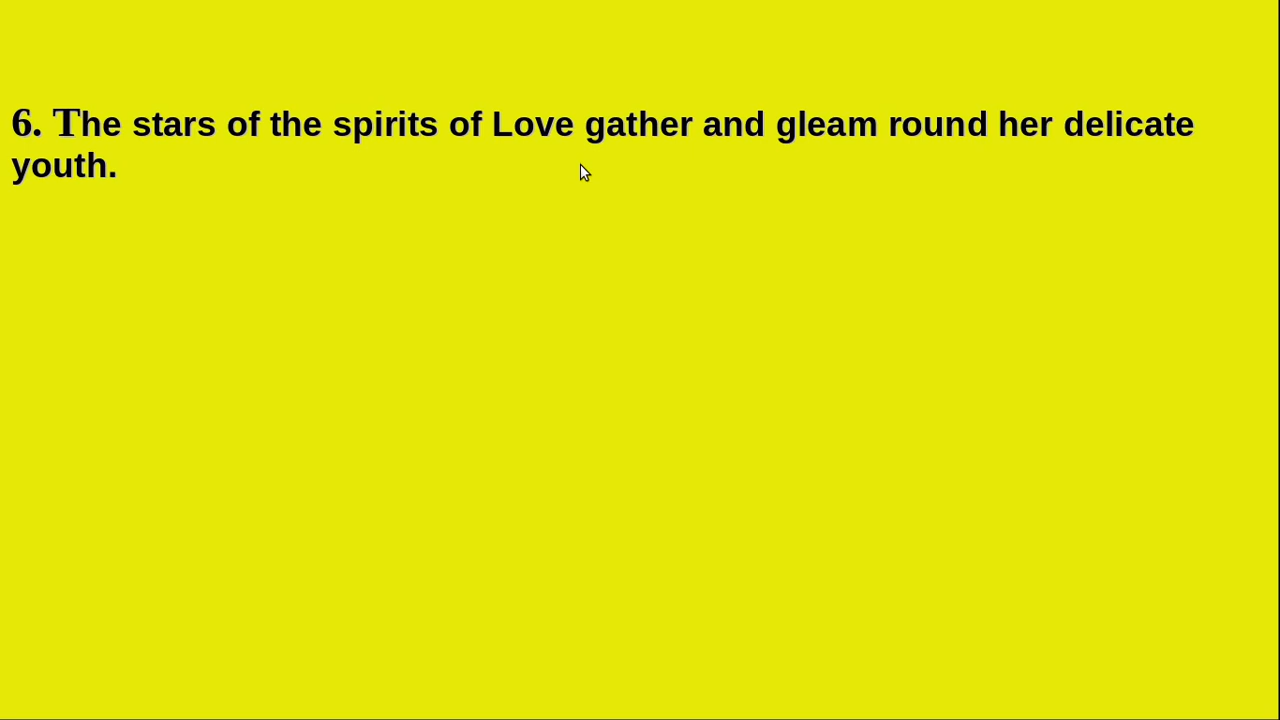 6. The stars of the spirits of Love gather and gleam round her delicate
youth.